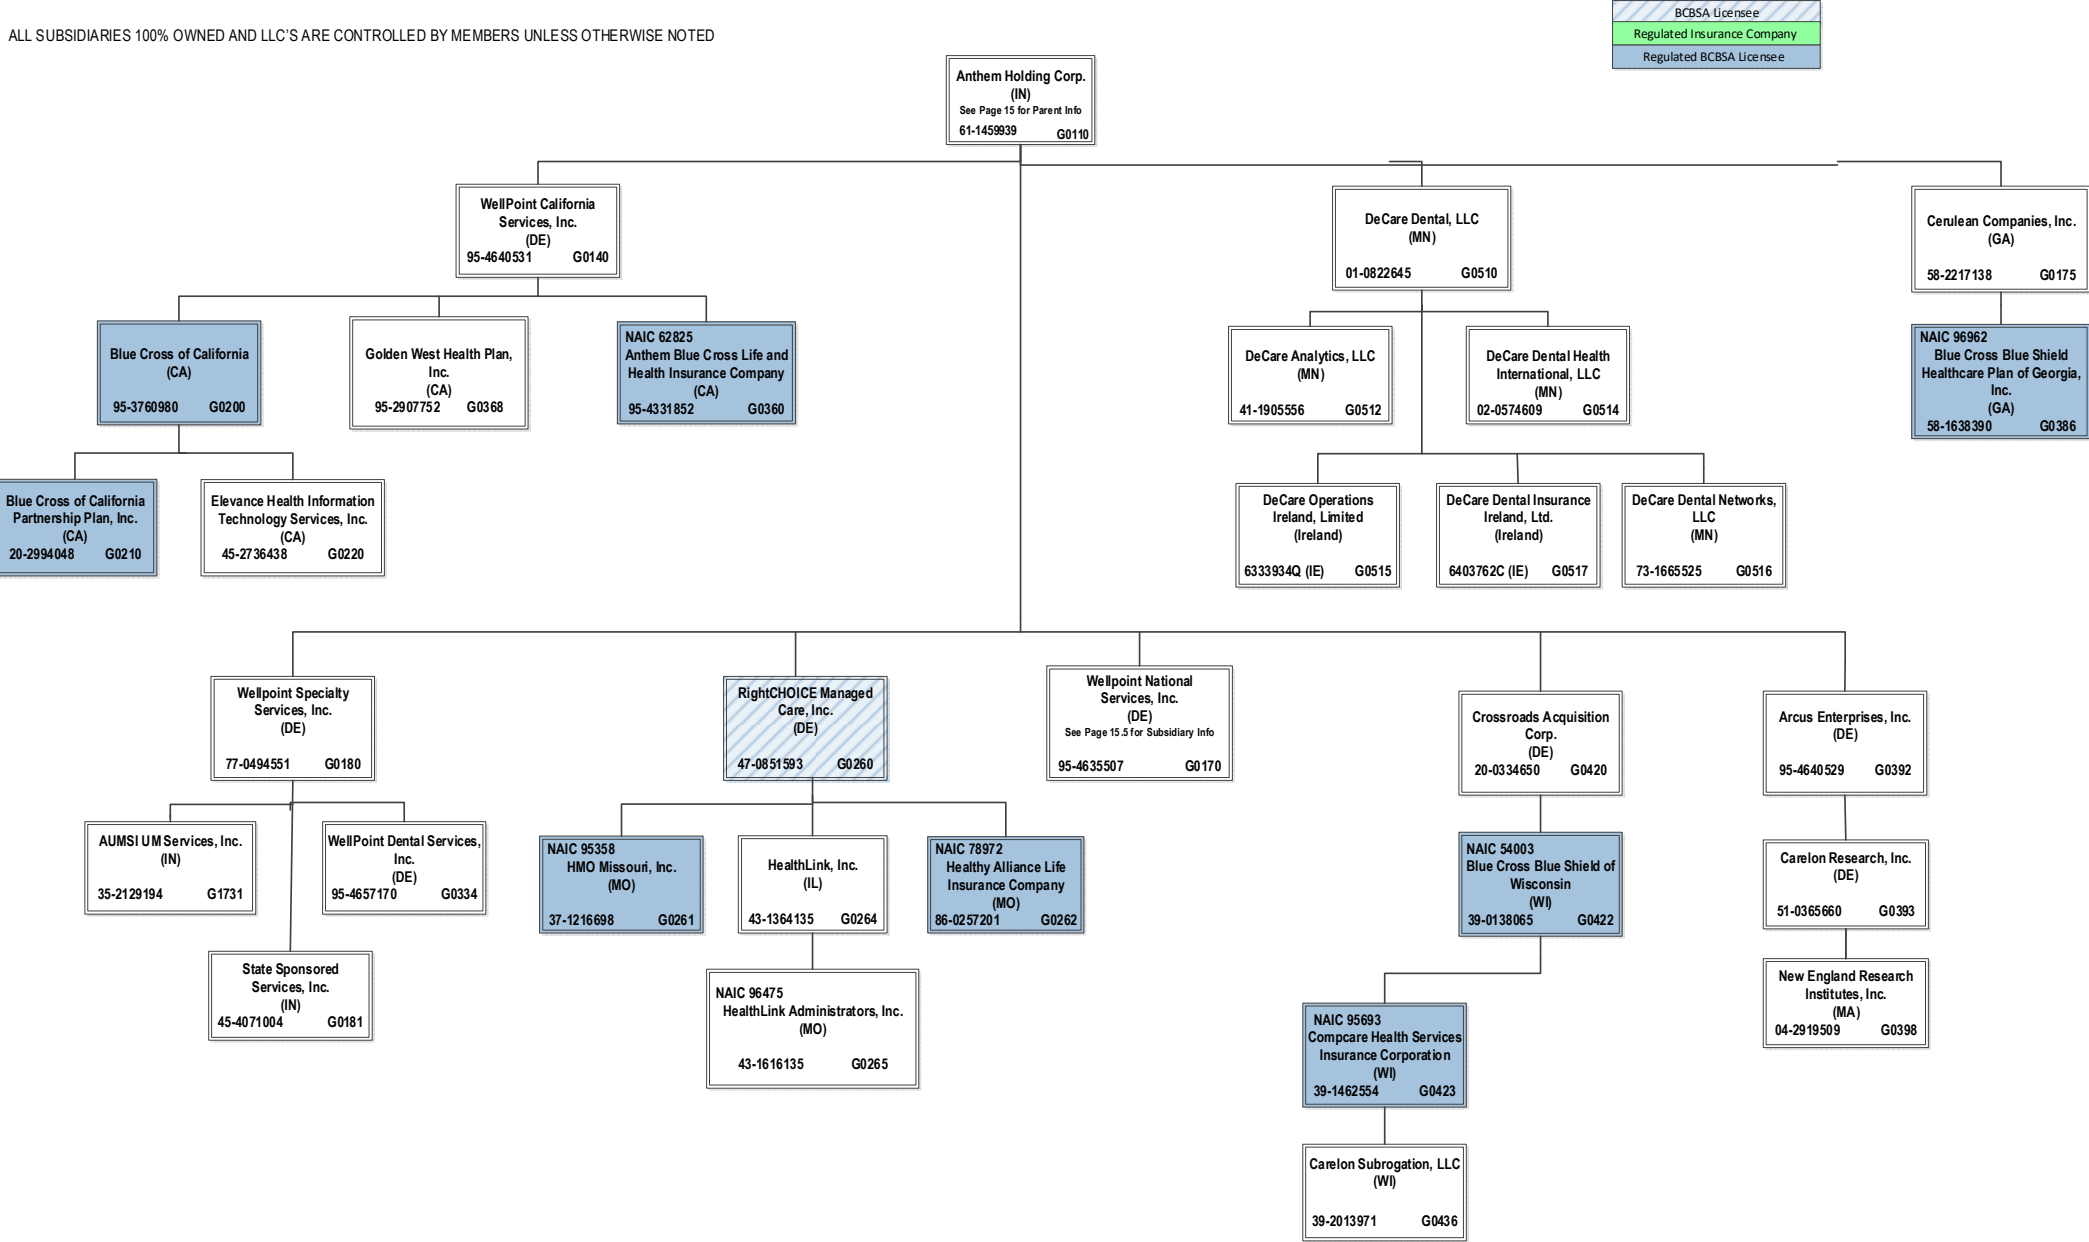 ALL SUBSIDIARIES 100% OWNED AND LLC'S ARE CONTROLLED BY MEMBERS UNLESS OTHERWISE NOTED
BCBSA Licensee
Regulated Insurance Company
Regulated BCBSA Licensee
Anthem Holding Corp.
(IN)
See Page 15 for Parent Info
61-1459939 G0110
WellPoint California
Services, Inc.
(DE)
95-4640531 G0140
DeCare Dental, LLC
(MN)
01-0822645 G0510
Cerulean Companies, Inc.
(GA)
58-2217138 G0175
Blue Cross of California
(CA)
95-3760980 G0200
Golden West Health Plan,
Inc.
(CA)
95-2907752 G0368
NAIC 62825
Anthem Blue Cross Life and
Health Insurance Company
(CA)
95-4331852 G0360
DeCare Analytics, LLC
(MN)
41-1905556 G0512
DeCare Dental Health
International, LLC
(MN)
02-0574609 G0514
NAIC 96962
Blue Cross Blue Shield
Healthcare Plan of Georgia,
Inc.
(GA)
58-1638390 G0386
Blue Cross of California
Partnership Plan, Inc.
(CA)
20-2994048 G0210
Elevance Health Information
Technology Services, Inc.
(CA)
45-2736438 G0220
DeCare Operations
Ireland, Limited
(Ireland)
6333934Q (IE) G0515
DeCare Dental Insurance
Ireland, Ltd.
(Ireland)
6403762C (IE) G0517
DeCare Dental Networks,
LLC
(MN)
73-1665525 G0516
Wellpoint Specialty
Services, Inc.
(DE)
77-0494551 G0180
RightCHOICE Managed
Care, Inc.
(DE)
47-0851593 G0260
Wellpoint National
Services, Inc.
(DE)
See Page 15.5 for Subsidiary Info
95-4635507 G0170
Crossroads Acquisition
Corp.
(DE)
20-0334650 G0420
Arcus Enterprises, Inc.
(DE)
95-4640529 G0392
AUMSI UM Services, Inc.
(IN)
35-2129194 G1731
WellPoint Dental Services,
Inc.
(DE)
95-4657170 G0334
NAIC 95358
HMO Missouri, Inc.
(MO)
37-1216698 G0261
HealthLink, Inc.
(IL)
43-1364135 G0264
NAIC 78972
Healthy Alliance Life
Insurance Company
(MO)
86-0257201 G0262
NAIC 54003
Blue Cross Blue Shield of
Wisconsin
(WI)
39-0138065 G0422
Carelon Research, Inc.
(DE)
51-0365660 G0393
State Sponsored
Services, Inc.
(IN)
45-4071004 G0181
NAIC 96475
HealthLink Administrators, Inc.
(MO)
43-1616135 G0265
NAIC 95693
Compcare Health Services
Insurance Corporation
(WI)
39-1462554 G0423
New England Research
Institutes, Inc.
(MA)
04-2919509 G0398
Carelon Subrogation, LLC
(WI)
39-2013971 G0436